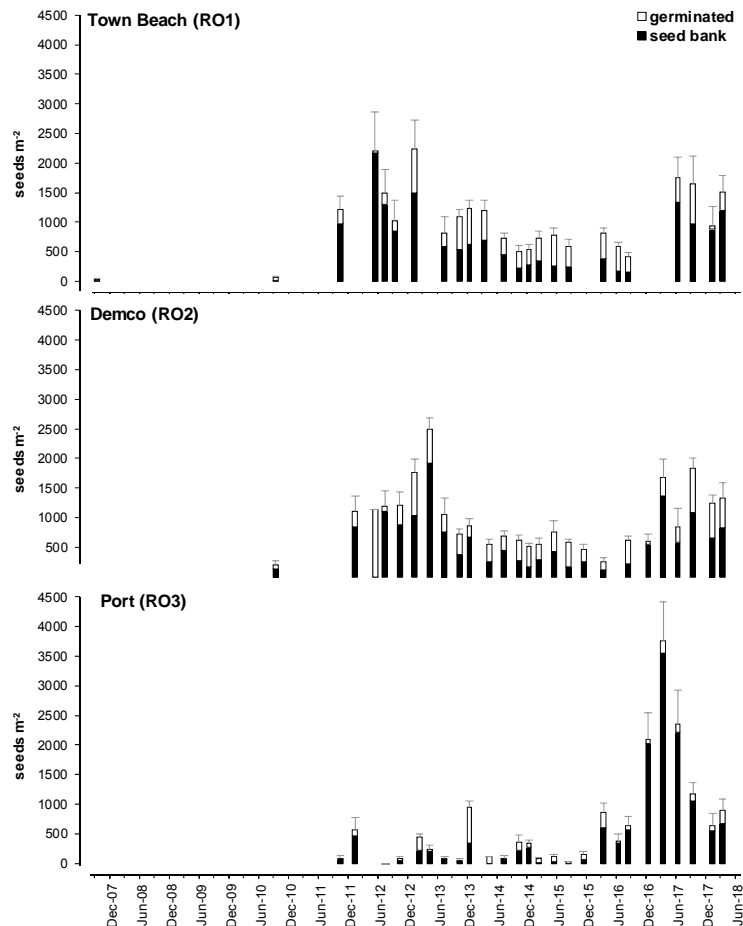 Town Beach (RO1)
germinated
seed bank
4500
4000
3500
3000
2500
2000
1500
1000
500
0
seeds m-2
Demco (RO2)
4500
4000
3500
3000
2500
2000
1500
1000
500
seeds m-2
Port (RO3)
4500
4000
3500
3000
2500
2000
1500
1000
500
0
seeds m-2
Dec-07
Jun-08
Dec-08
Jun-09
Dec-09
Jun-10
Dec-10
Jun-11
Dec-11
Jun-12
Dec-12
Jun-13
Dec-13
Jun-14
Dec-14
Jun-15
Dec-15
Jun-16
Dec-16
Jun-17
Dec-17
Jun-18